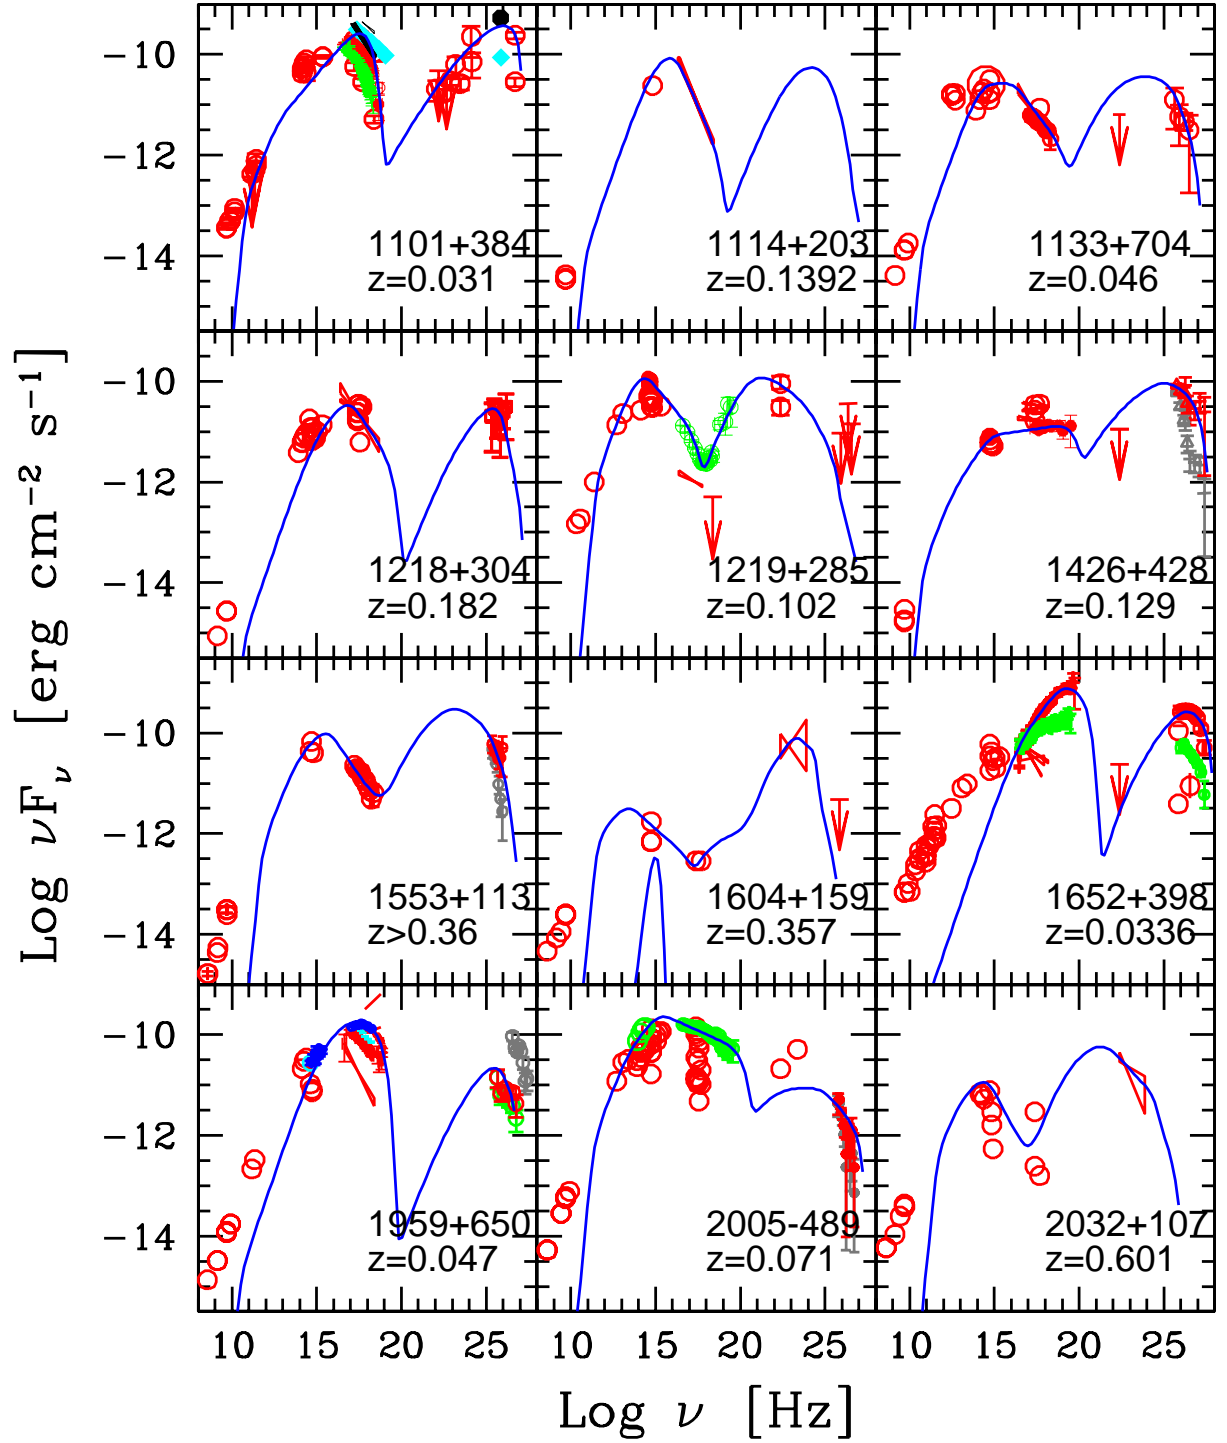 −10
−12
−14
1101+384
z=0.031
1114+203
z=0.1392
1133+704
z=0.046
−10
−12
−14
1218+304
z=0.182
1219+285
z=0.102
1426+428
z=0.129
−10
−12
−14
1553+113
z>0.36
1604+159
z=0.357
1652+398
z=0.0336
−10
−12
−14
1959+650
z=0.047
2005-489
z=0.071
2032+107
z=0.601
10 15 20 25 10 15 20 25 10 15 20 25
Log ν [Hz]
Log νFν [erg cm−2 s−1]